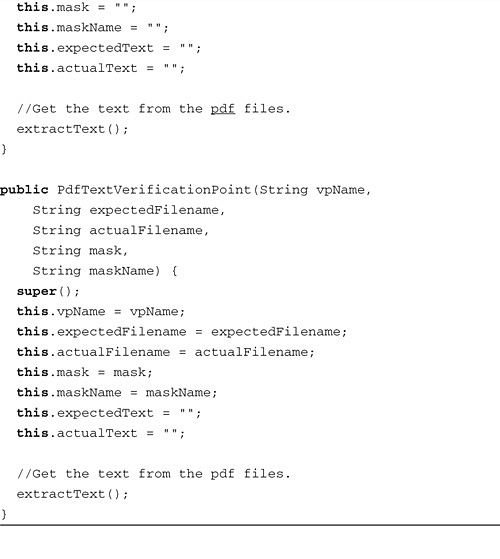 this.mask = "";
this.maskName = "";
this.expectedText = "";
this.actualText = "";
//Get the text from the pdf files.
extractText();
}
public PdfTextVerificationPoint(String vpName,
String expectedFilename,
String actualFilename,
String mask,
String maskName) {
super();
this.vpName = vpName;
this.expectedFilename = expectedFilename;
this.actualFilename = actualFilename;
this.mask = mask;
this.maskName = maskName;
this.expectedText = "";
this.actualText = "";
//Get the text from the pdf files.
extractText();
}